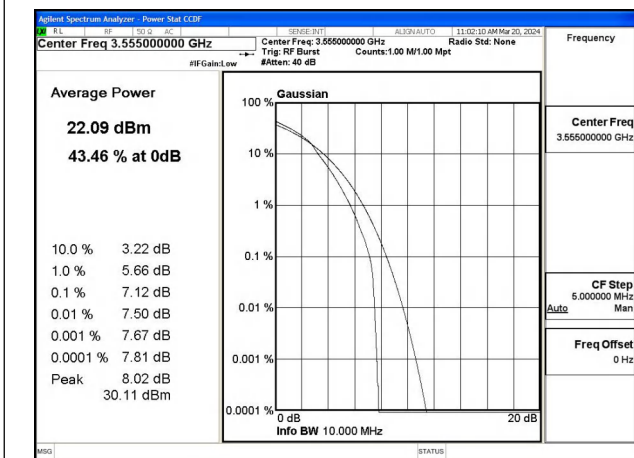 Agilent Spectrum Analyzer - Power Stat CCDF
RL RF 50 Ω AC SENSE:INT ALIGNAUTO 11:02:10 AM Mar 20, 2024
Center Freq 3.555000000 GHz
Center Freq: 3.555000000 GHz Radio Std: None
Trig: RF Burst Counts:1.00 M/1.00 Mpt
#IFGain:Low #Atten: 40 dB
Frequency
Average Power
22.09 dBm
43.46 % at 0dB
10.0 % 3.22 dB
1.0 % 5.66 dB
0.1 % 7.12 dB
0.01 % 7.50 dB
0.001 % 7.67 dB
0.0001 % 7.81 dB
Peak 8.02 dB
30.11 dBm
Gaussian
100 %
10 %
1 %
0.1 %
0.01 %
0.001 %
0.0001 %
0 dB 20 dB
Info BW 10.000 MHz
Center Freq
3.555000000 GHz
CF Step
5.000000 MHz
Auto Man
Freq Offset
0 Hz
MSG STATUS